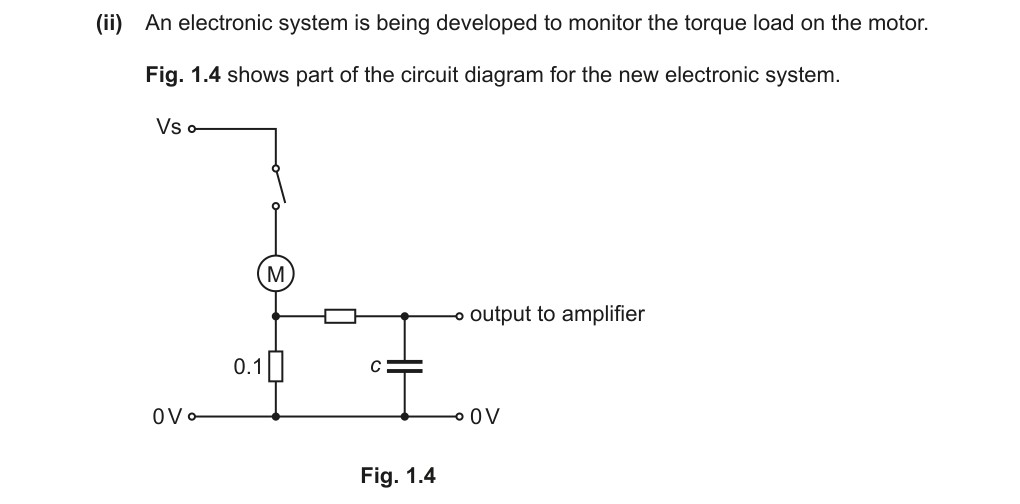 (ii) An electronic system is being developed to monitor the torque load on the motor.
Fig. 1.4 shows part of the circuit diagram for the new electronic system.
Vs
M
output to amplifier
0.1
c
0V
0V
Fig. 1.4